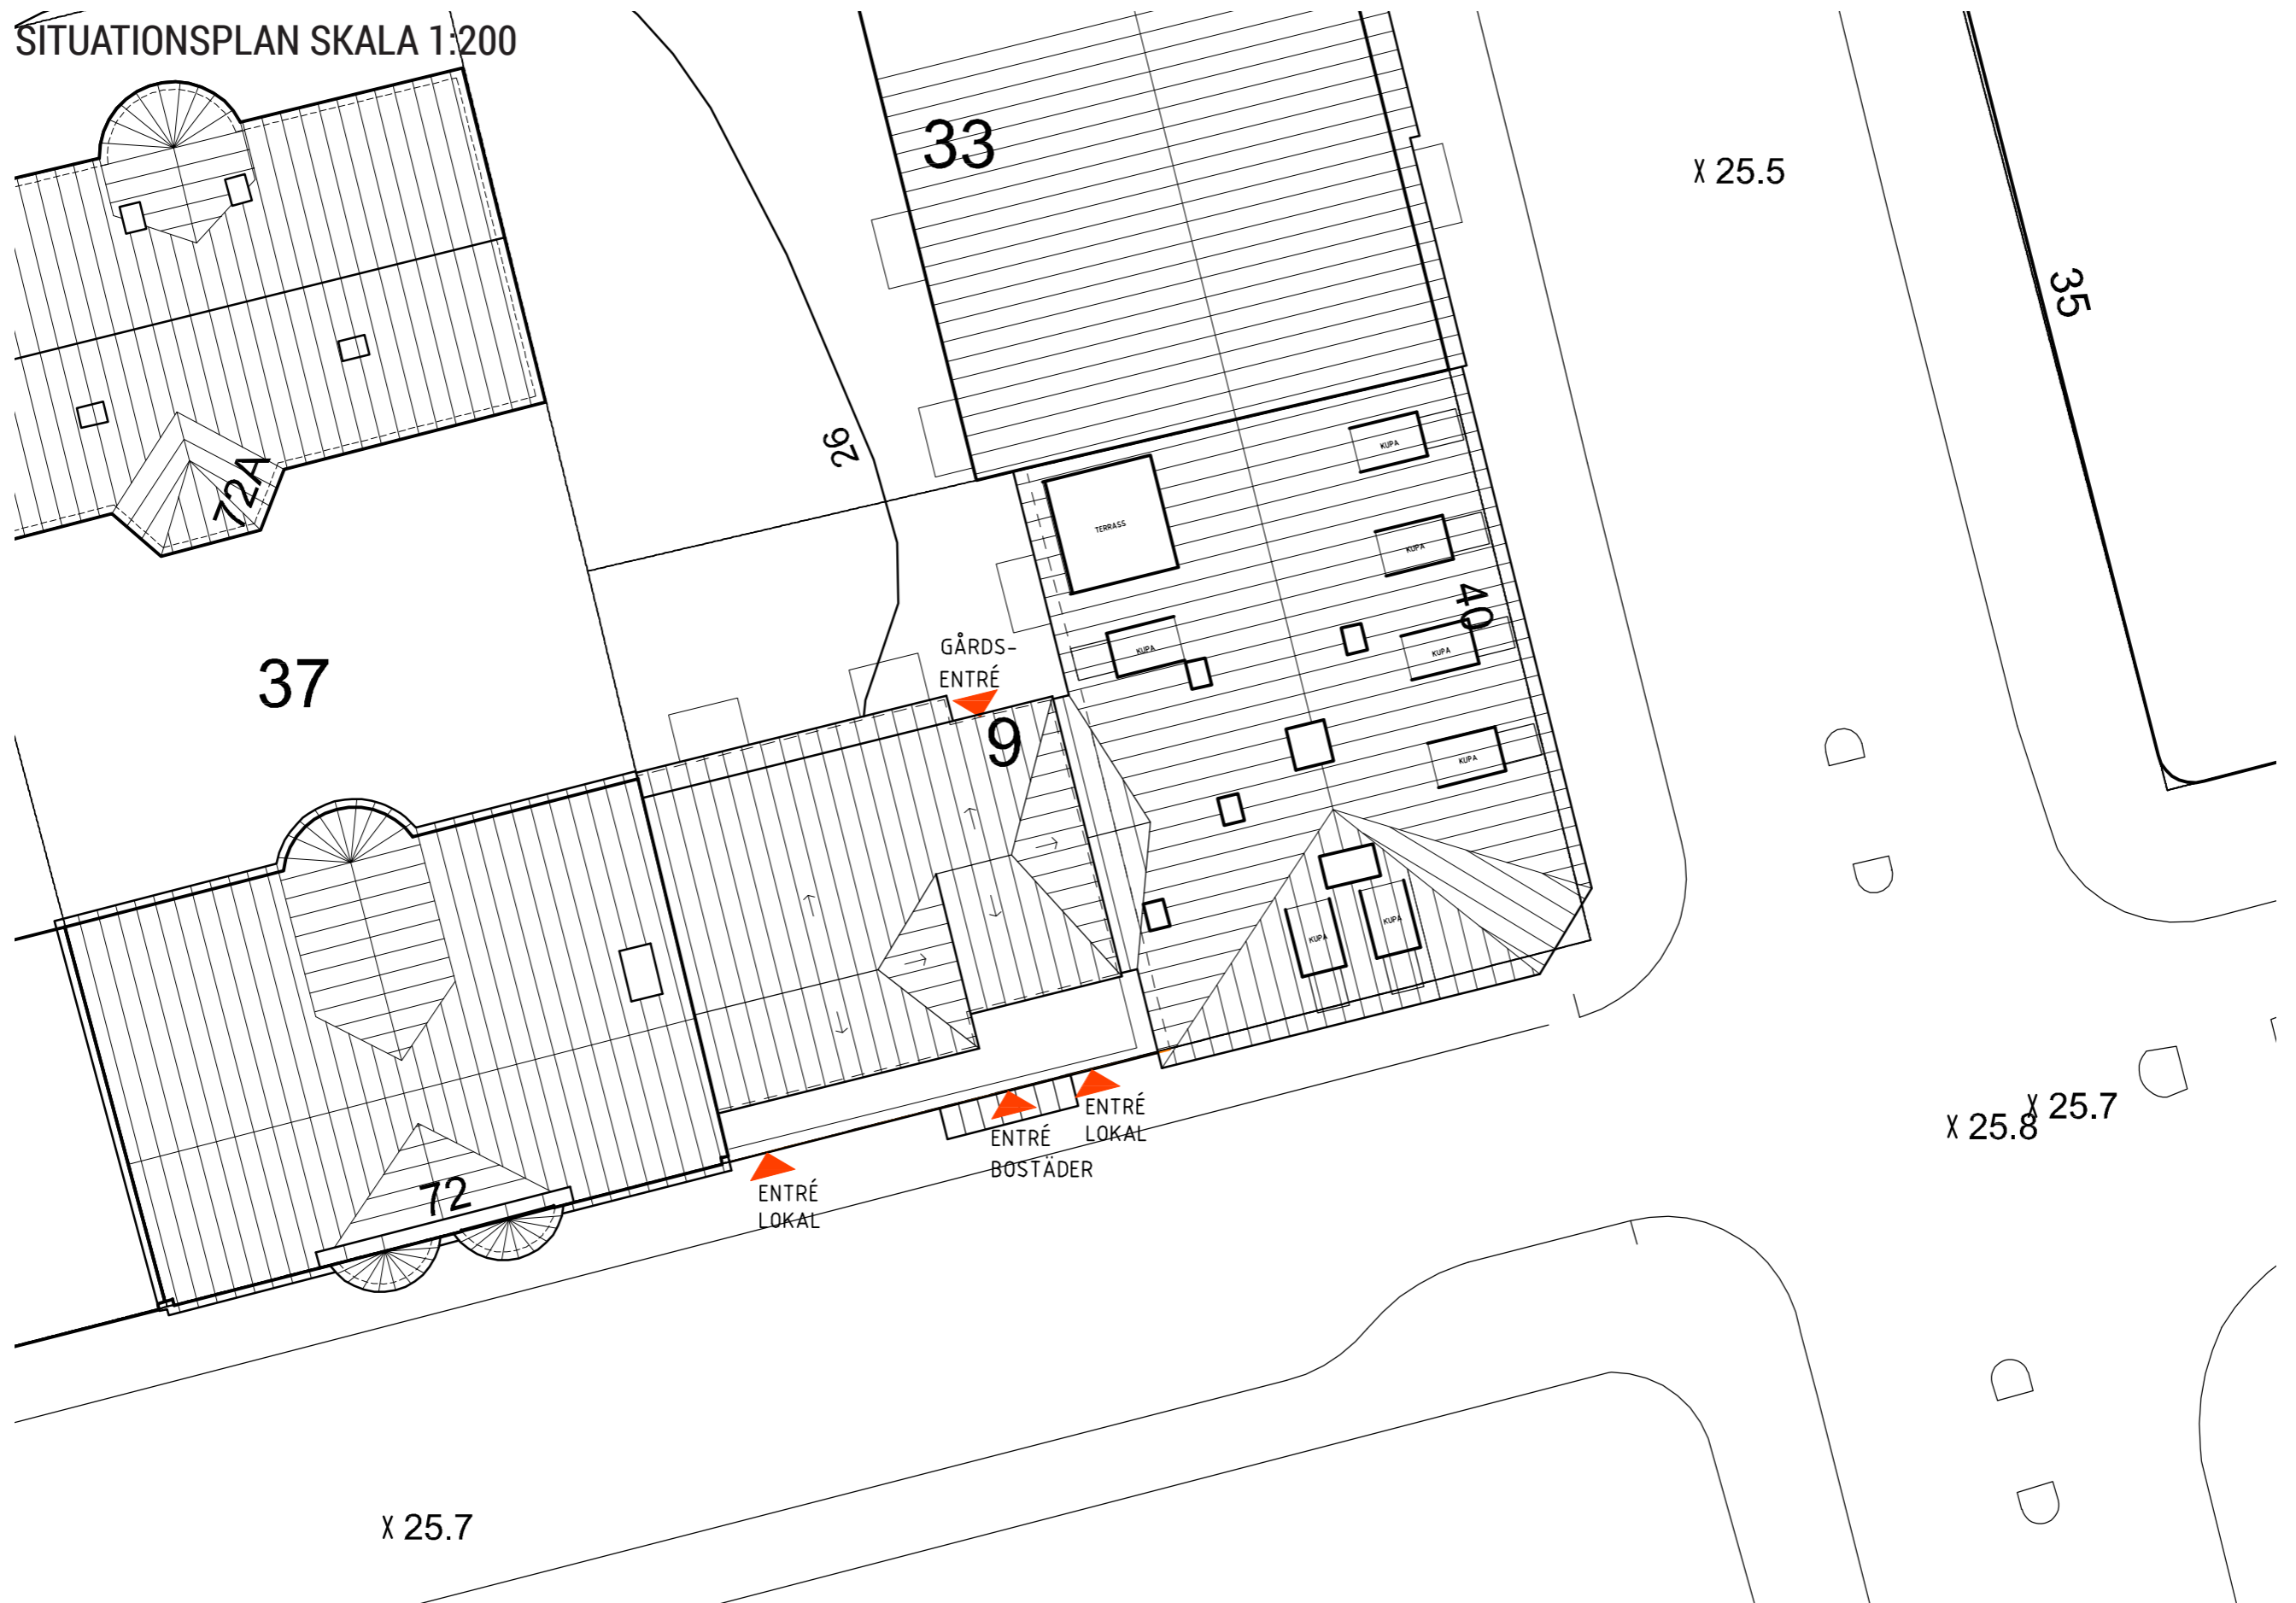 SITUATIONSPLAN SKALA 1:200
33
X 25.5
35
26
72A
KUPA
TERRASS
KUPA
40
GÅRDS-
ENTRÉ
KUPA
KUPA
37
9
KUPA
KUPA
KUPA
ENTRÉ
LOKAL
ENTRÉ
BOSTÄDER
ENTRÉ
LOKAL
72
X 25.8
X 25.7
X 25.7